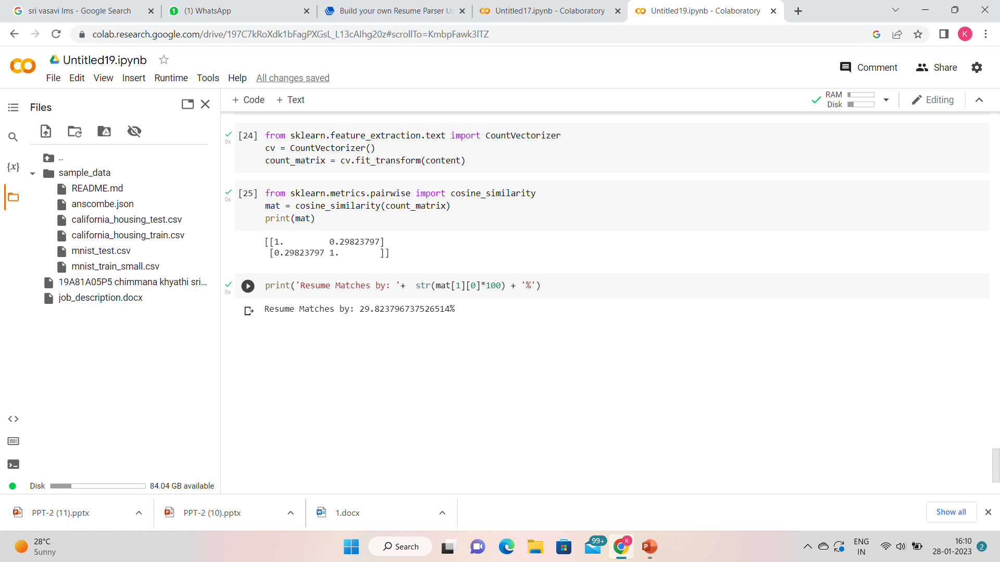 sri vasavi lms - Google Search
(1) WhatsApp
Build your own Resume Parser Us
Untitled17.ipynb - Colaboratory
Untitled19.ipynb - Colaboratory
colab.research.google.com/drive/197C7kRoXdk1bFagPXGsL_L13cAIhg20z#scrollTo=KmbpFawk3lTZ
K
Untitled19.ipynb
File Edit View Insert Runtime Tools Help All changes saved
Comment
Share
Files
+ Code + Text
RAM
Disk
Editing
..
sample_data
README.md
anscombe.json
california_housing_test.csv
california_housing_train.csv
mnist_test.csv
mnist_train_small.csv
19A81A05P5 chimmana khyathi sri...
job_description.docx
{x}
Disk
84.04 GB available
0s
[24] from sklearn.feature_extraction.text import CountVectorizer
cv = CountVectorizer()
count_matrix = cv.fit_transform(content)
0s
[25] from sklearn.metrics.pairwise import cosine_similarity
mat = cosine_similarity(count_matrix)
print(mat)
[[1.         0.29823797]
[0.29823797 1.        ]]
0s
print('Resume Matches by: '+  str(mat[1][0]*100) + '%')
Resume Matches by: 29.823796737526514%
PPT-2 (11).pptx
PPT-2 (10).pptx
1.docx
Show all
28°C
Sunny
Search
99+
K
ENG
IN
16:10
28-01-2023
2